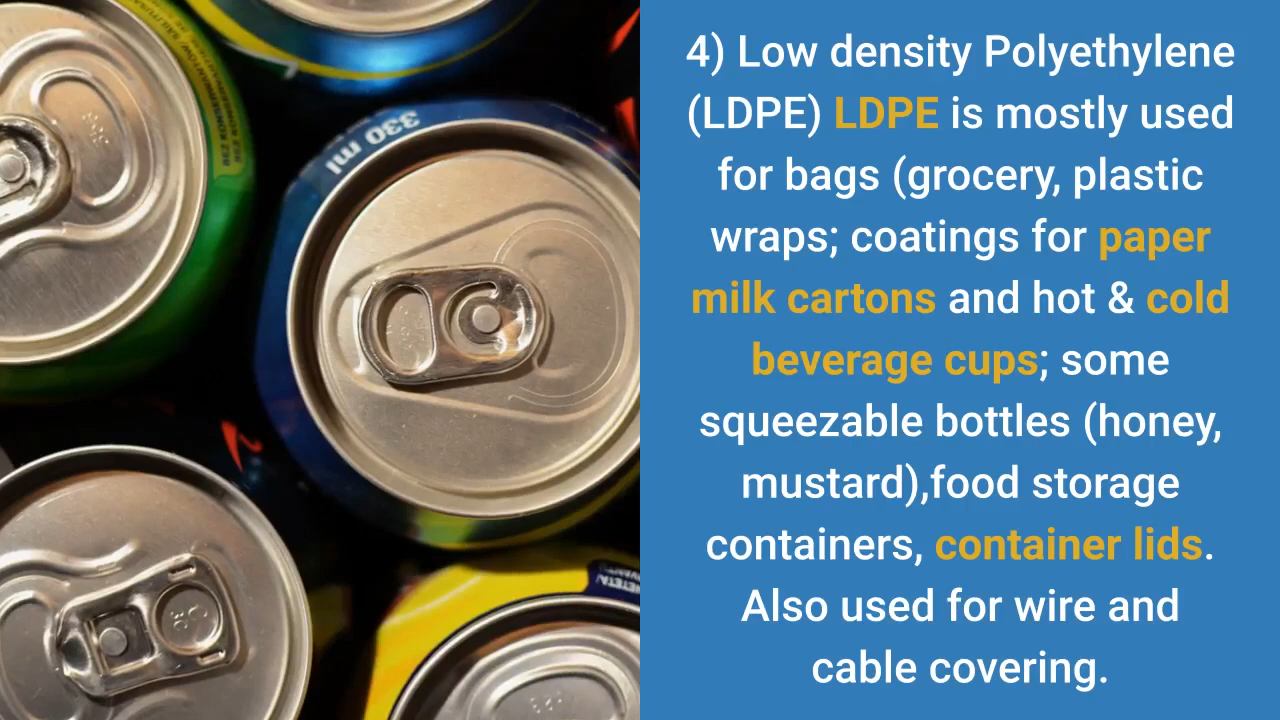 4) Low density Polyethylene
(LDPE) LDPE is mostly used
for bags (grocery, plastic
wraps; coatings for paper
milk cartons and hot & cold
beverage cups; some
squeezable bottles (honey,
mustard),food storage
containers, container lids.
Also used for wire and
cable covering.
330 ml